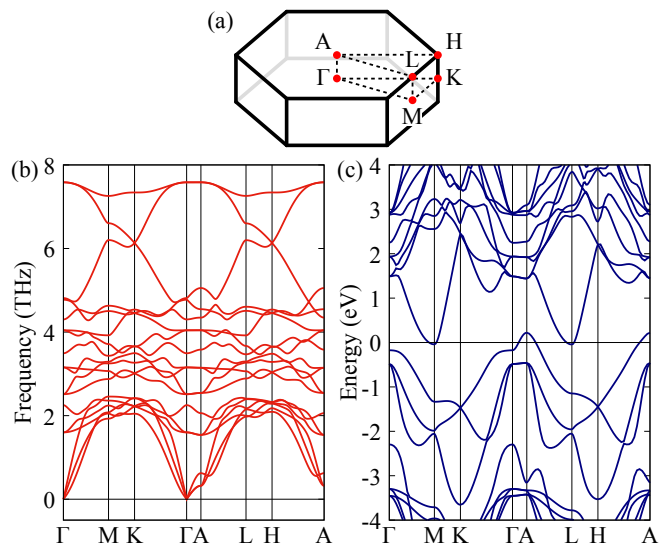 (a)
A
H
L
Γ
K
M
(b)
(c)
8
6
4
2
0
Frequency (THz)
Γ M K Γ A L H A
4
3
2
1
0
-1
-2
-3
-4
Energy (eV)
Γ M K Γ A L H A